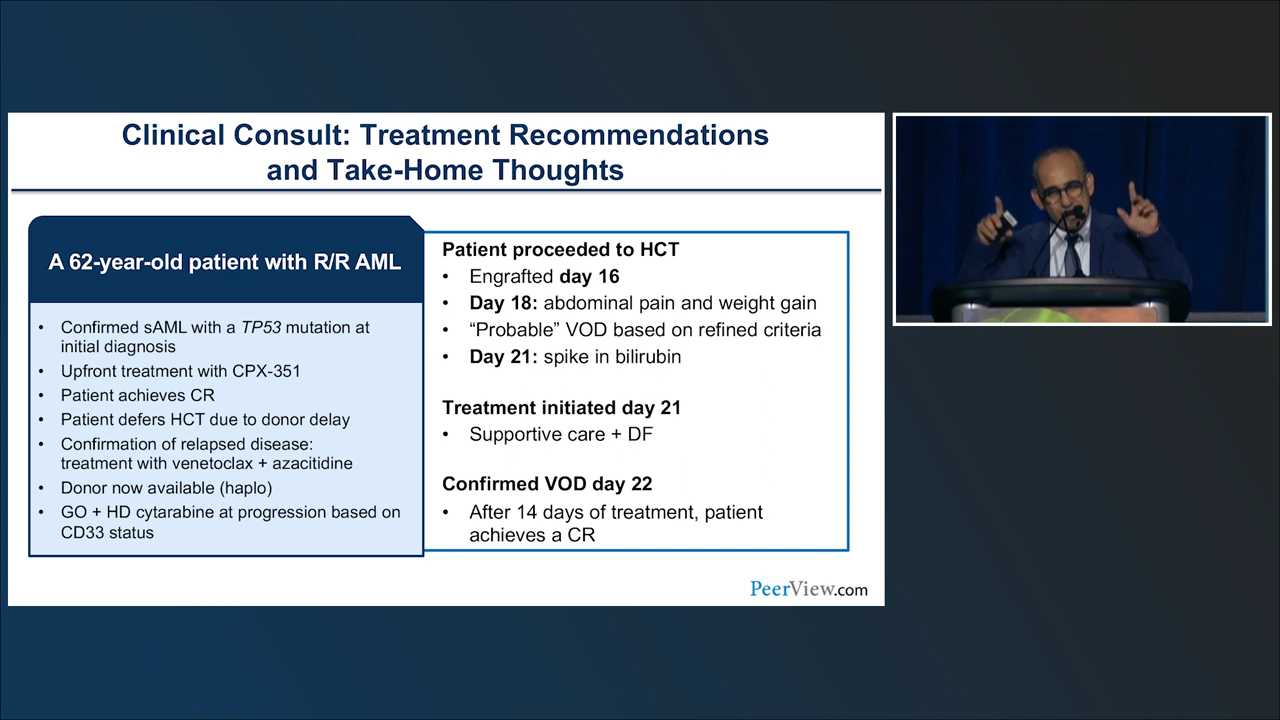 Clinical Consult: Treatment Recommendations
and Take-Home Thoughts
A 62-year-old patient with R/R AML
• Confirmed sAML with a TP53 mutation at
initial diagnosis
• Upfront treatment with CPX-351
• Patient achieves CR
• Patient defers HCT due to donor delay
• Confirmation of relapsed disease:
treatment with venetoclax + azacitidine
• Donor now available (haplo)
• GO + HD cytarabine at progression based on
CD33 status
Patient proceeded to HCT
• Engrafted day 16
• Day 18: abdominal pain and weight gain
• “Probable” VOD based on refined criteria
• Day 21: spike in bilirubin
Treatment initiated day 21
• Supportive care + DF
Confirmed VOD day 22
• After 14 days of treatment, patient
achieves a CR
PeerView.com